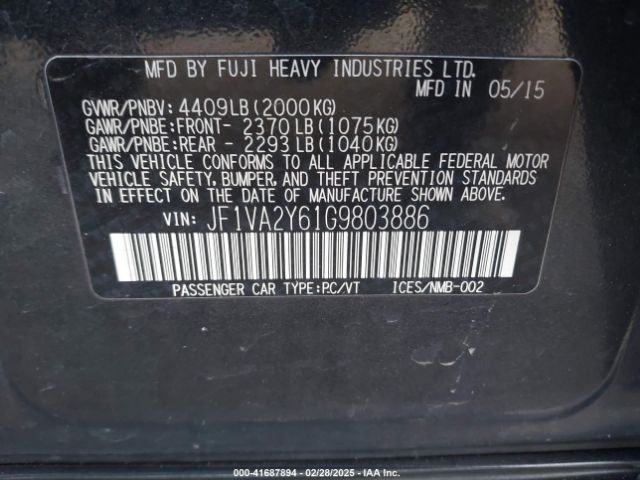 MFD BY FUJI HEAVY INDUSTRIES LTD.
MFD IN 05/15
GVWR/PNBV: 4409LB(2000KG)
GAWR/PNBE:FRONT- 2370LB(1075KG)
GAWR/PNBE:REAR - 2293LB(1040KG)
THIS VEHICLE CONFORMS TO ALL APPLICABLE FEDERAL MOTOR
VEHICLE SAFETY, BUMPER, AND THEFT PREVENTION STANDARDS
IN EFFECT ON THE DATE OF MANUFACTURE SHOWN ABOVE.
VIN: JF1VA2Y61G9803886
PASSENGER CAR TYPE:P.C/VT ICES/NMB-002
000-41687894 - 02/28/2025 - IAAI.COM